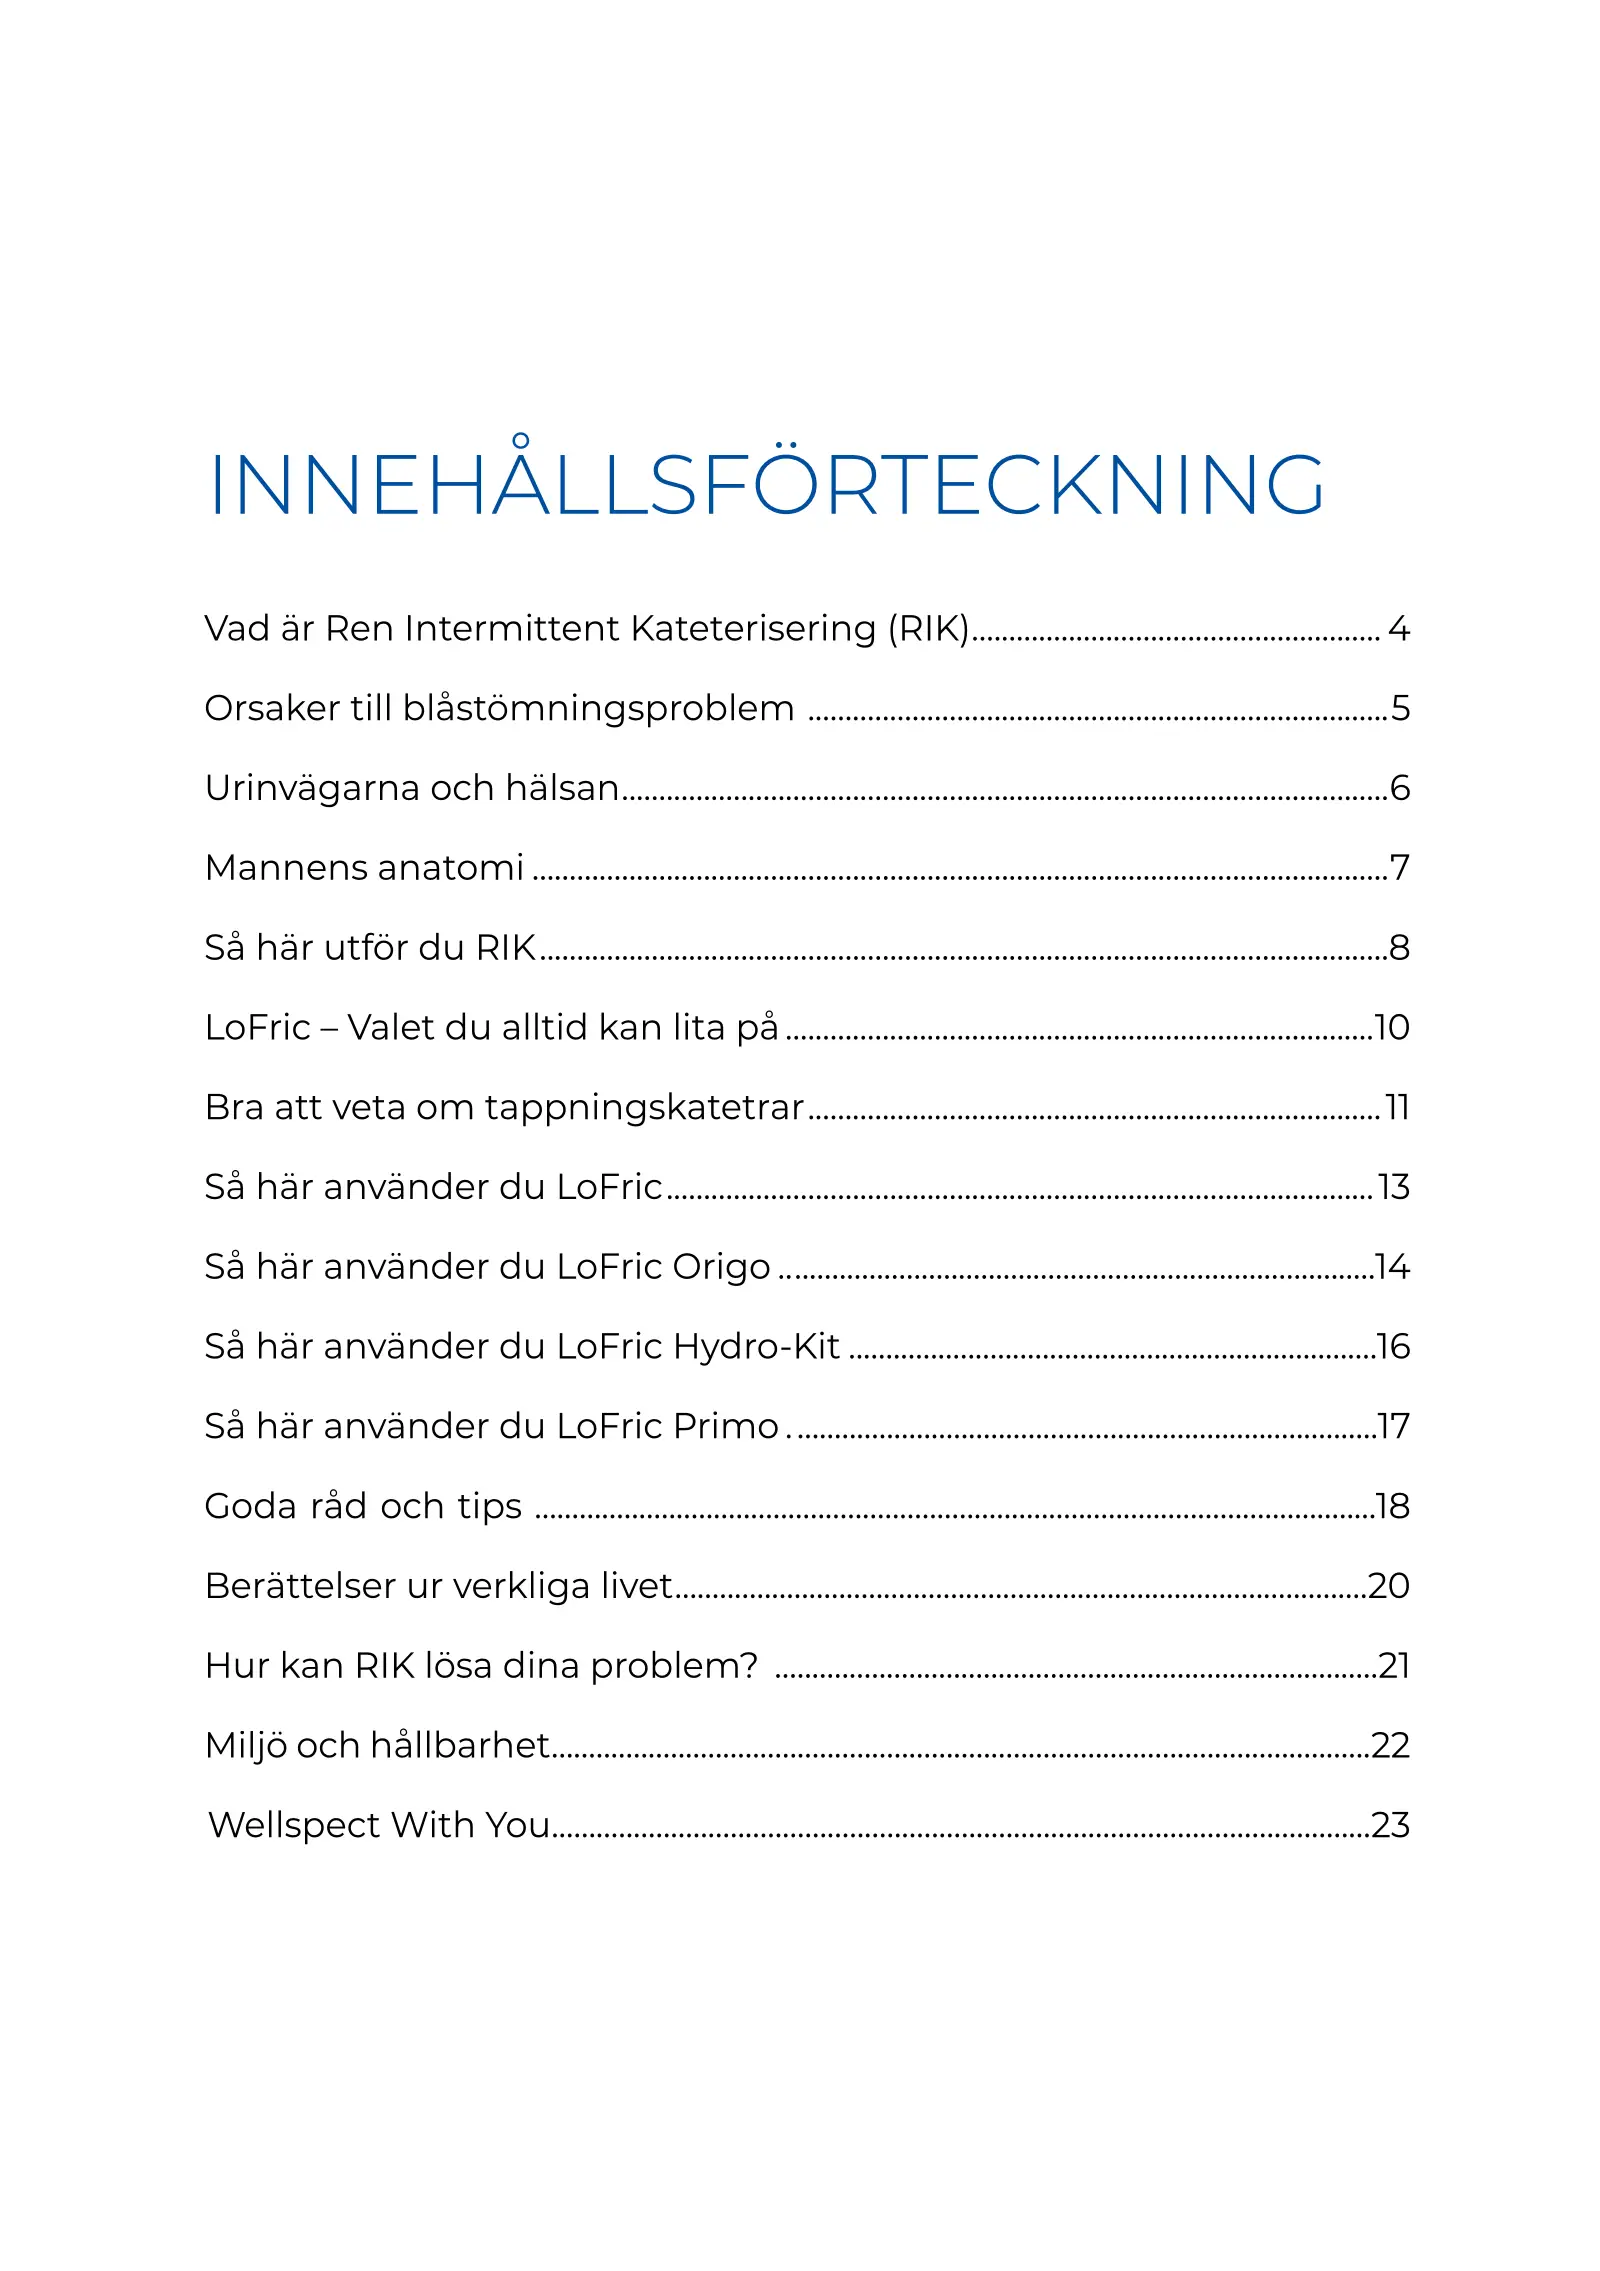 INNEHÅLLSFÖRTECKNING
Vad är Ren Intermittent Kateterisering (RIK)....................................................... 4
Orsaker till blåstömningsproblem ..............................................................................5
Urinvägarna och hälsan.......................................................................................................6
Mannens anatomi ...................................................................................................................7
Så här utför du RIK..................................................................................................................8
LoFric – Valet du alltid kan lita på ...............................................................................10
Bra att veta om tappningskatetrar............................................................................. 11
Så här använder du LoFric............................................................................................... 13
Så här använder du LoFric Origo ................................................................................14
Så här använder du LoFric Hydro-Kit .......................................................................16
Så här använder du LoFric Primo . ..............................................................................17
Goda råd och tips .................................................................................................................18
Berättelser ur verkliga livet.............................................................................................20
Hur kan RIK lösa dina problem? .................................................................................21
Miljö och hållbarhet..............................................................................................................22
Wellspect With You..............................................................................................................23